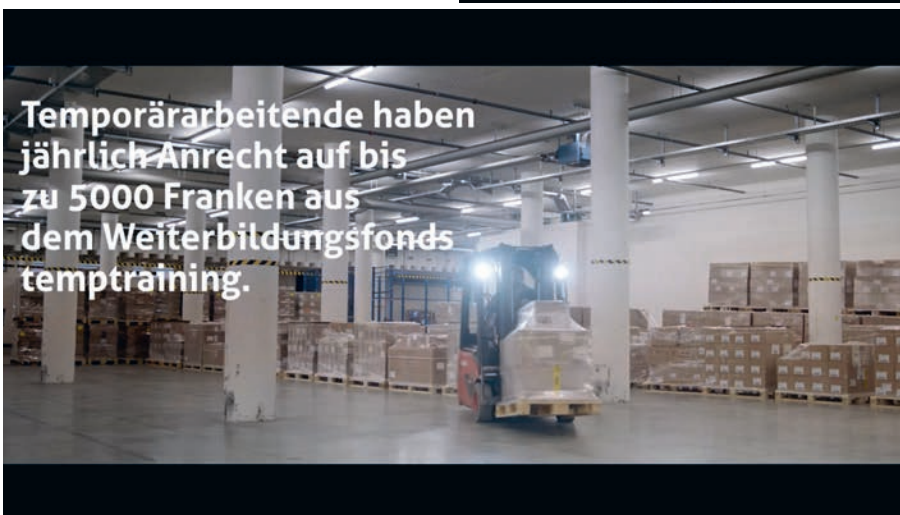 Temporärarbeitende haben
jährlich Anrecht auf bis
zu 5000 Franken aus
dem Weiterbildungsfonds
temptraining.